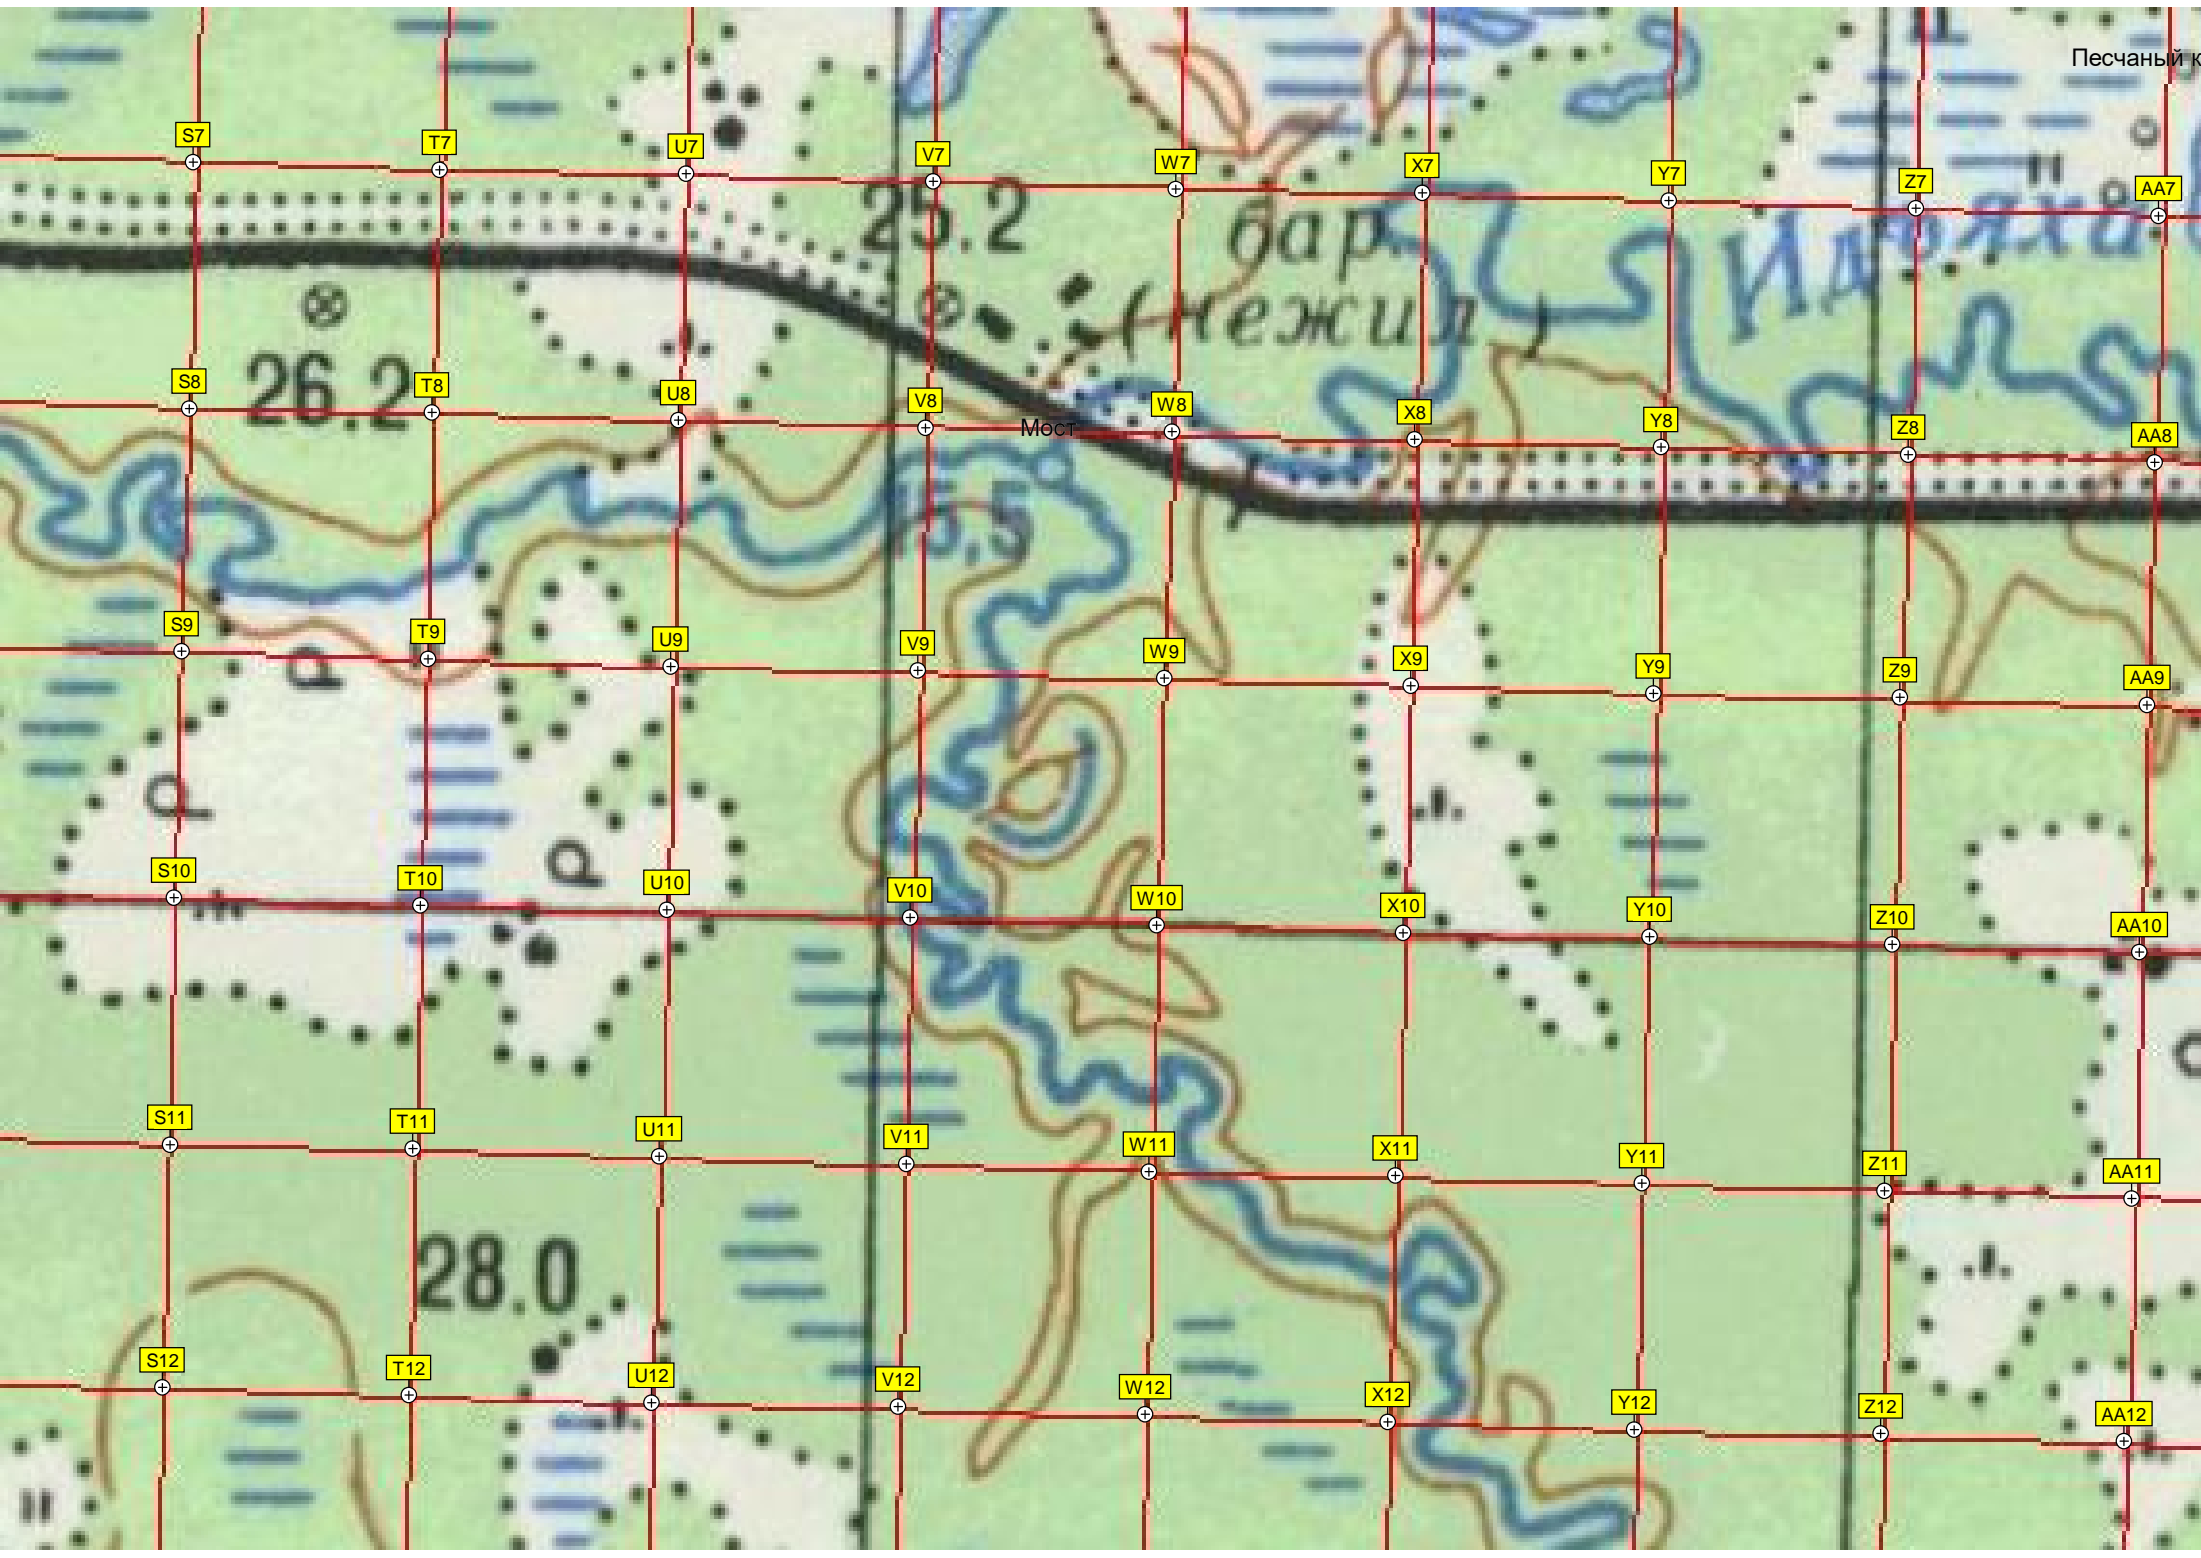 Песчаный к
S7 T7 U7 V7 W7 X7 Y7 Z7 AA7
25.2 бар. Идъяха
(нежил)
26.2
S8 T8 U8 V8 W8 X8 Y8 Z8 AA8
Мост
15,5
S9 T9 U9 V9 W9 X9 Y9 Z9 AA9
S10 T10 U10 V10 W10 X10 Y10 Z10 AA10
S11 T11 U11 V11 W11 X11 Y11 Z11 AA11
28.0
S12 T12 U12 V12 W12 X12 Y12 Z12 AA12